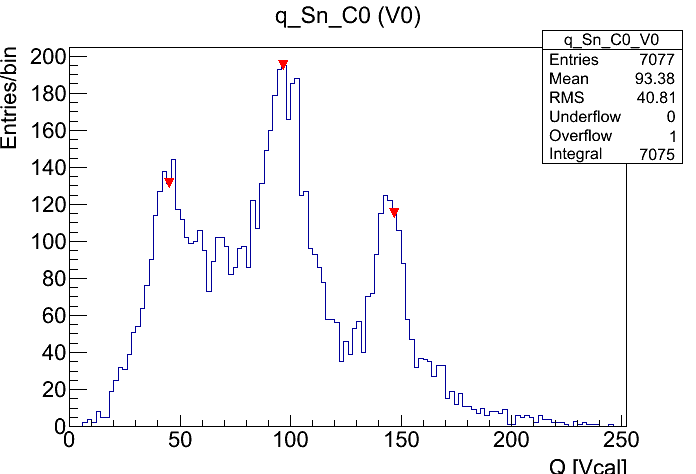 q_Sn_C0 (V0)
Entries/bin
q_Sn_C0_V0
Entries 7077
Mean 93.38
RMS 40.81
Underflow 0
Overflow 1
Integral 7075
200
180
160
140
120
100
80
60
40
20
0
0 50 100 150 200 250
Q [Vcal]